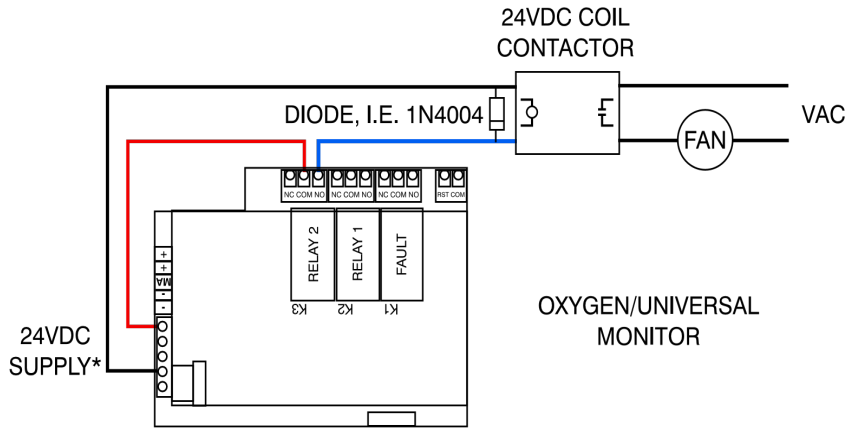 24VDC COIL
CONTACTOR
DIODE, I.E. 1N4004
VAC
FAN
NC COM NO NC COM NO NC COM NO RST COM
RELAY 2
RELAY 1
FAULT
K3
K2
K1
+
+
MA
-
-
24VDC
SUPPLY*
OXYGEN/UNIVERSAL
MONITOR